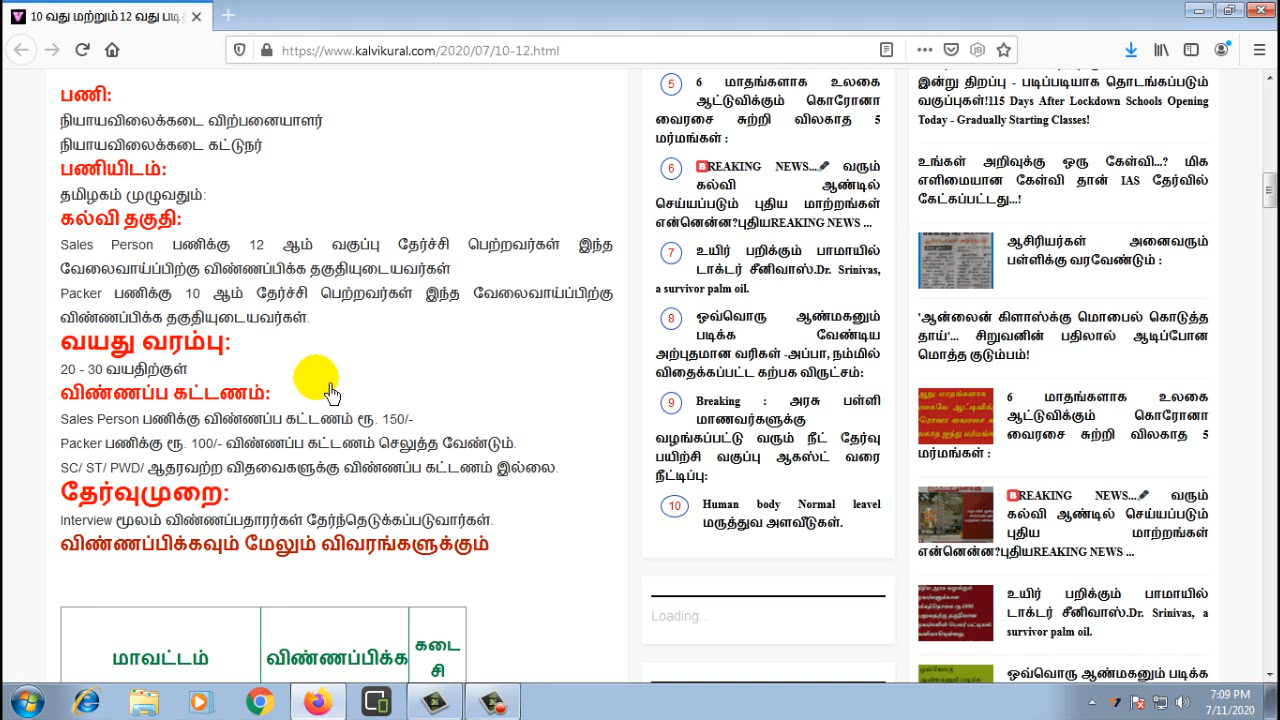 10 வது மற்றும் 12 வது படி
https://www.kalvikural.com/2020/07/10-12.html
பணி:
நியாயவிலைக்கடை விற்பனையாளர்
நியாயவிலைக்கடை கட்டுநர்
பணியிடம்:
தமிழகம் முழுவதும்:
கல்வி தகுதி:
Sales Person பணிக்கு 12 ஆம் வகுப்பு தேர்ச்சி பெற்றவர்கள் இந்த
வேலைவாய்ப்பிற்கு விண்ணப்பிக்க தகுதியுடையவர்கள்
Packer பணிக்கு 10 ஆம் தேர்ச்சி பெற்றவர்கள் இந்த வேலைவாய்ப்பிற்கு
விண்ணப்பிக்க தகுதியுடையவர்கள்.
வயது வரம்பு:
20 - 30 வயதிற்குள்
விண்ணப்ப கட்டணம்:
Sales Person பணிக்கு விண்ணப்ப கட்டணம் ரூ. 150/-
Packer பணிக்கு ரூ. 100/- விண்ணப்ப கட்டணம் செலுத்த வேண்டும்.
SC/ ST/ PWD/ ஆதரவற்ற விதவைகளுக்கு விண்ணப்ப கட்டணம் இல்லை.
தேர்வுமுறை:
Interview மூலம் விண்ணப்பதாரர்கள் தேர்ந்தெடுக்கப்படுவார்கள்.
விண்ணப்பிக்கவும் மேலும் விவரங்களுக்கும்
மாவட்டம்
விண்ணப்பிக்க
கடை
சி
5 6 மாதங்களாக உலகை
ஆட்டுவிக்கும் கொரோனா
வைரசை சுற்றி விலகாத 5
மர்மங்கள் :
6 BREAKING NEWS... வரும்
கல்வி ஆண்டில்
செய்யப்படும் புதிய மாற்றங்கள்
என்னென்ன?புதியREAKING NEWS ...
7 உயிர் பறிக்கும் பாமாயில்
டாக்டர் சீனிவாஸ்.Dr. Srinivas,
a survivor palm oil.
8 ஒவ்வொரு ஆண்மகனும்
படிக்க வேண்டிய
அற்புதமான வரிகள் -அப்பா, நம்மில்
விதைக்கப்பட்ட கற்பக விருட்சம்:
9 Breaking : அரசு பள்ளி
மாணவர்களுக்கு
வழங்கப்பட்டு வரும் நீட் தேர்வு
பயிற்சி வகுப்பு ஆகஸ்ட் வரை
நீட்டிப்பு:
10 Human body Normal leavel
மருத்துவ அளவீடுகள்.
Loading...
இன்று திறப்பு - படிப்படியாக தொடங்கப்படும்
வகுப்புகள்!115 Days After Lockdown Schools Opening
Today - Gradually Starting Classes!
உங்கள் அறிவுக்கு ஒரு கேள்வி...? மிக
எளிமையான கேள்வி தான் IAS தேர்வில்
கேட்கப்பட்டது...!
ஆசிரியர்கள் அனைவரும்
பள்ளிக்கு வரவேண்டும் :
'ஆன்லைன் கிளாஸ்க்கு மொபைல் கொடுத்த
தாய்'... சிறுவனின் பதிலால் ஆடிப்போன
மொத்த குடும்பம்!
6 மாதங்களாக உலகை
ஆட்டுவிக்கும் கொரோனா
வைரசை சுற்றி விலகாத 5
மர்மங்கள் :
BREAKING NEWS... வரும்
கல்வி ஆண்டில் செய்யப்படும்
புதிய மாற்றங்கள்
என்னென்ன?புதியREAKING NEWS ...
உயிர் பறிக்கும் பாமாயில்
டாக்டர் சீனிவாஸ்.Dr. Srinivas, a
survivor palm oil.
ஒவ்வொரு ஆண்மகனும் படிக்க
7:09 PM
7/11/2020